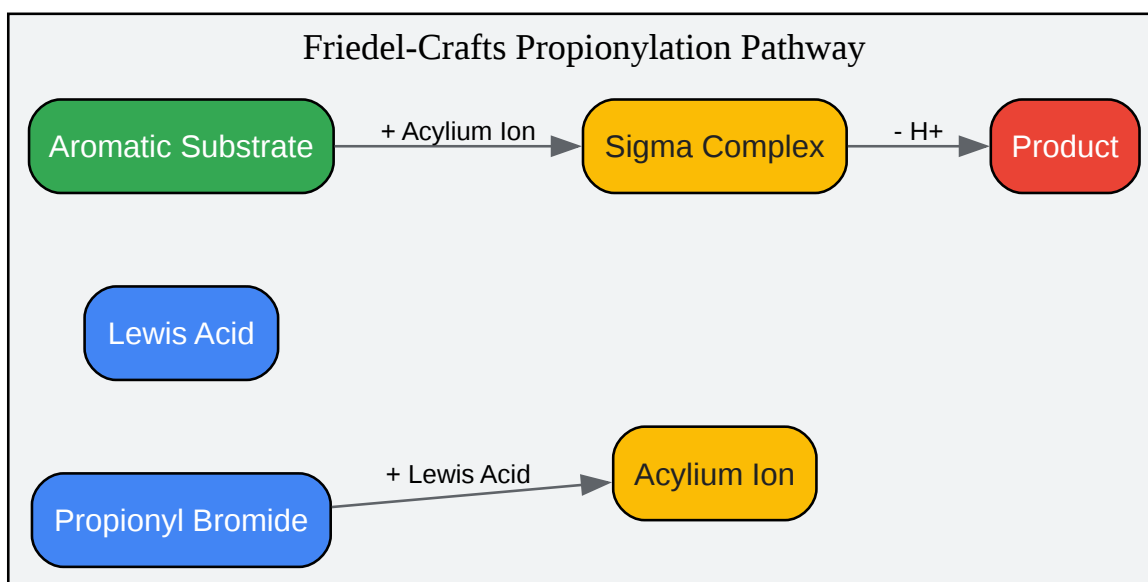 Friedel-Crafts Propionylation Pathway
Aromatic Substrate
+ Acylium Ion
Sigma Complex
- H+
Product
Lewis Acid
Propionyl Bromide
+ Lewis Acid
Acylium Ion